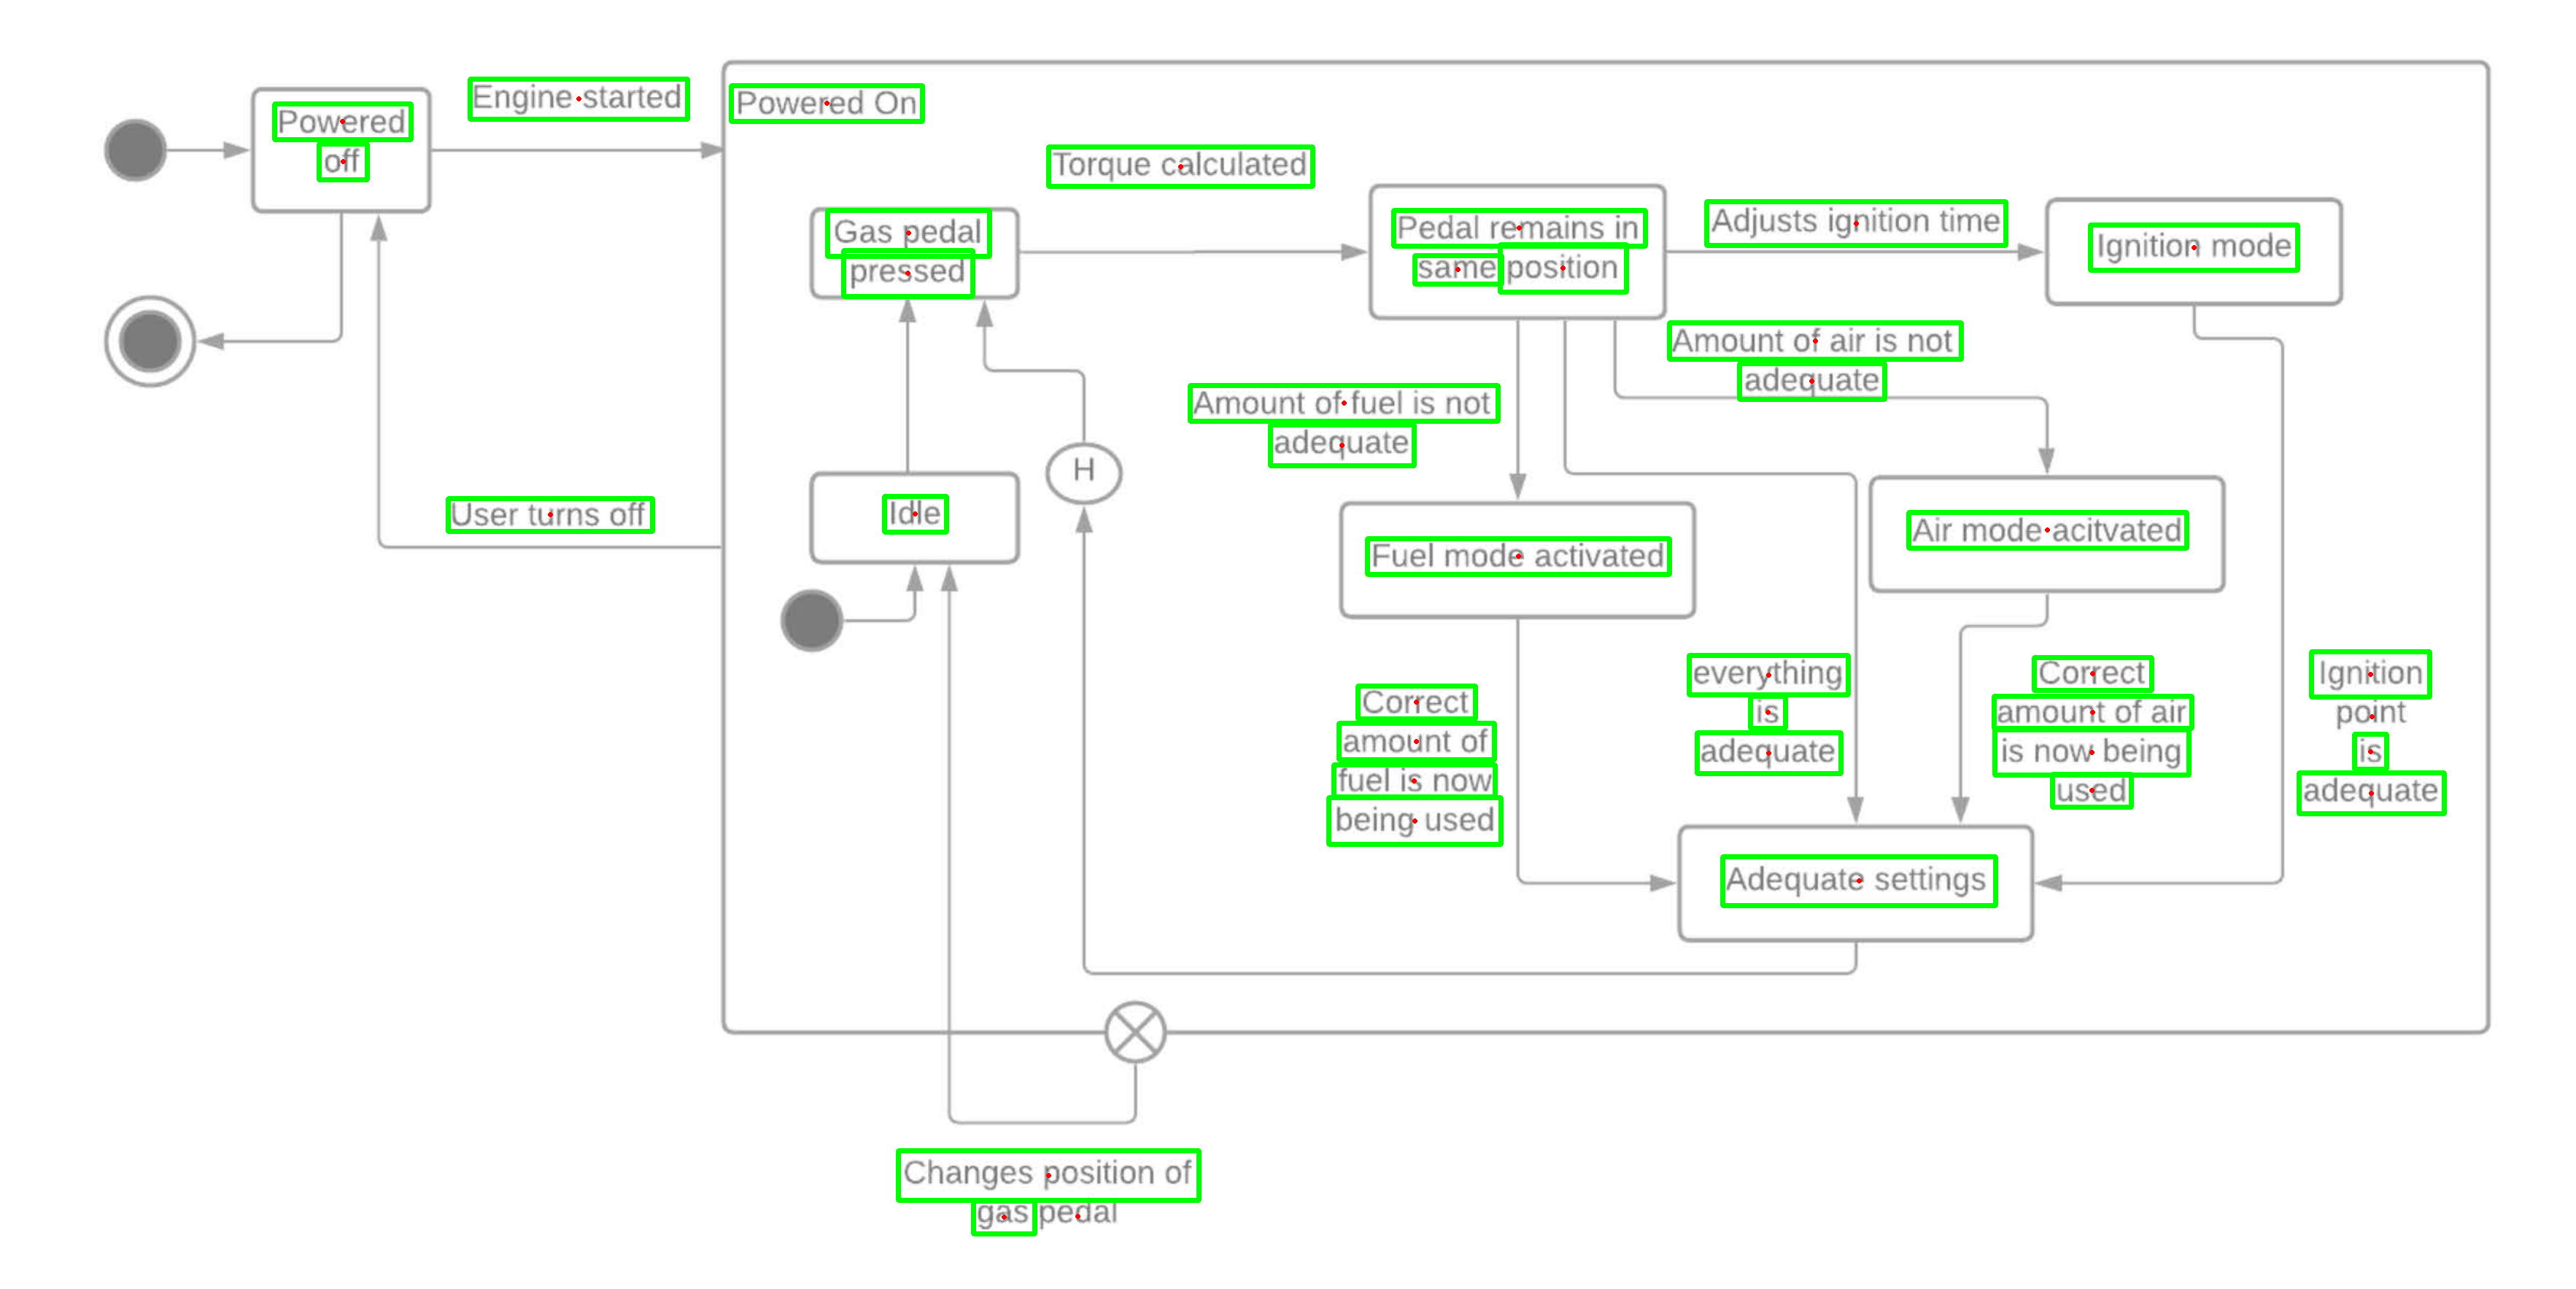 Engine started
Powered
off
Powered On
Torque calculated
Gas pedal
pressed
Pedal remains in
same position
Adjusts ignition time
Ignition mode
Amount of air is not
adequate
Amount of fuel is not
adequate
H
User turns off
Idle
Fuel mode activated
Air mode acitvated
Correct
amount of
fuel is now
being used
everything
is
adequate
Correct
amount of air
is now being
used
Ignition
point
is
adequate
Adequate settings
Changes position of
gas pedal